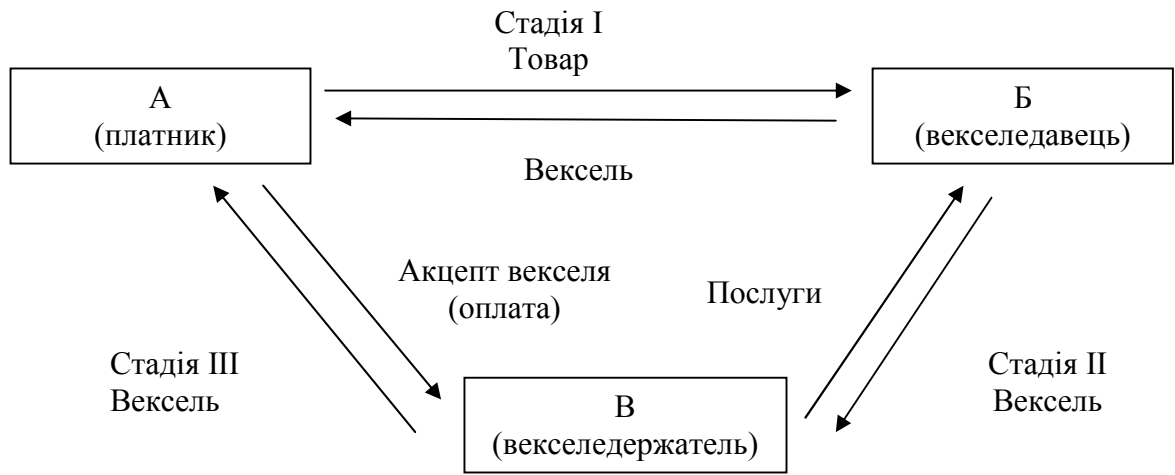 Стадія I
Товар
А
(платник)
Б
(векселедавець)
Вексель
Акцепт векселя
(оплата)
Послуги
Стадія III
Вексель
Стадія II
Вексель
В
(векселедержатель)